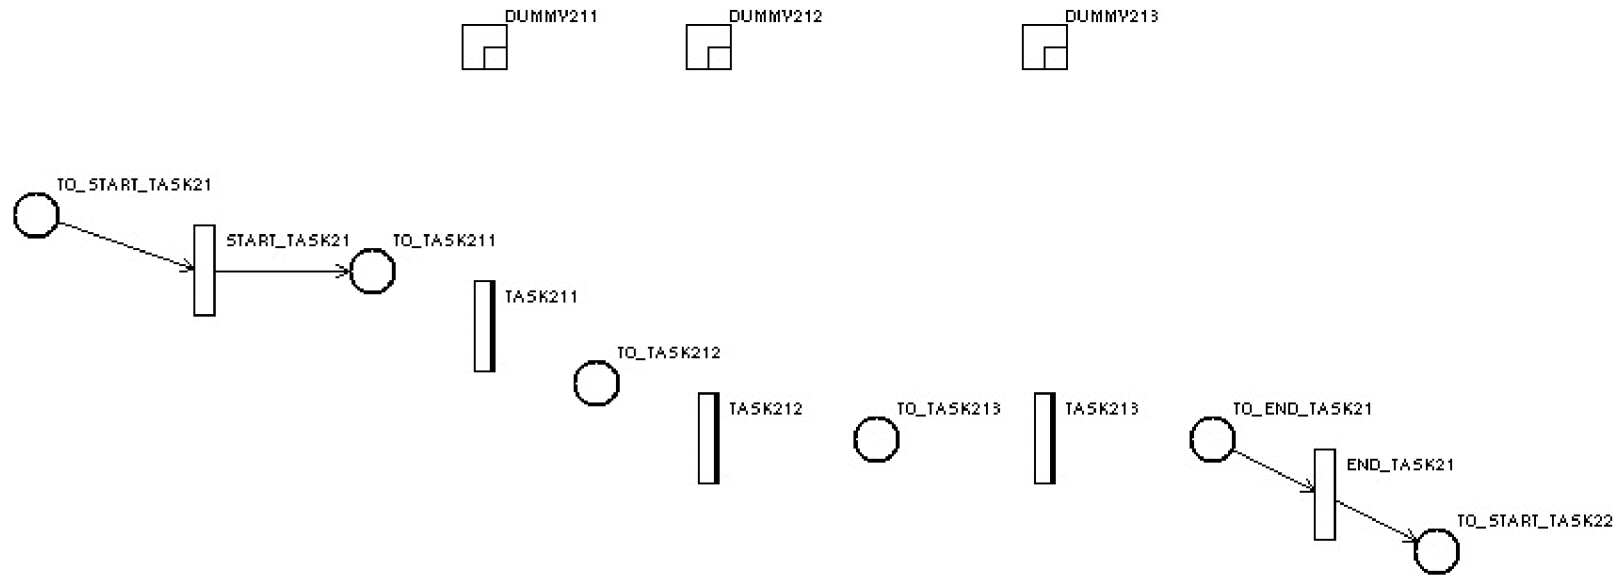 DUMMY211
DUMMY212
DUMMY213
TO_START_TASK21
START_TASK21
TO_TASK211
TASK211
TO_TASK212
TASK212
TO_TASK213
TASK213
TO_END_TASK21
END_TASK21
TO_START_TASK22